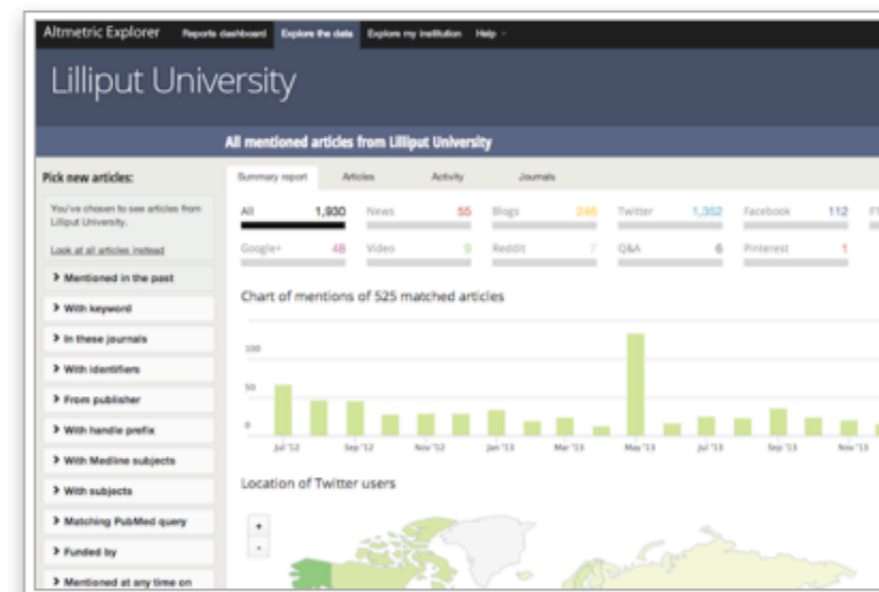 Altmetric Explorer Reports dashboard Explore the data Explore my institution Help
Lilliput University
All mentioned articles from Lilliput University
Pick new articles:
You've chosen to see articles from
Lilliput University.
Look at all articles instead
> Mentioned in the past
> With keyword
> In these journals
> With identifiers
> From publisher
> With handle prefix
> With Medline subjects
> With subjects
> Matching PubMed query
> Funded by
> Mentioned at any time on
Summary report Articles Activity Journals
All 1,930 News 55 Blogs 246 Twitter 1,352 Facebook 112
Google+ 48 Video 9 Reddit 7 Q&A 6 Pinterest 1
Chart of mentions of 525 matched articles
100
50
0
Jul '12 Sep '12 Nov '12 Jan '13 Mar '13 May '13 Jul '13 Sep '13 Nov '13
Location of Twitter users
+
-